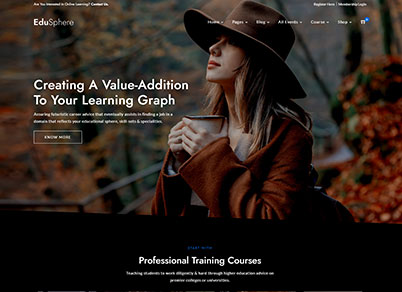 Are You Interested in Online Learning? Contact Us.
Register Here | Membership Login
EduSphere
Home Pages Blog All Events Course Shop
Creating A Value-Addition
To Your Learning Graph
Assuring futuristic career advice that eventually assists in finding a job in a
domain that reflects your educational sphere, skill-sets & specialties.
KNOW MORE
START WITH
Professional Training Courses
Teaching students to work diligently & hard through higher education advice on
premier colleges or universities.